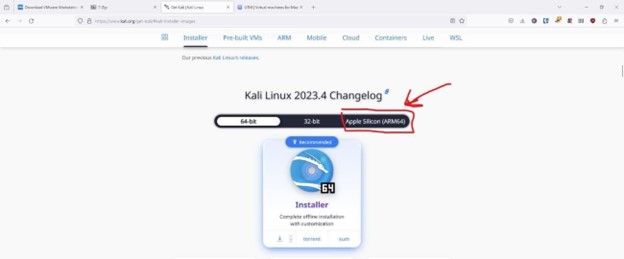 Download VMware Workstation
7-Zip
Get Kali | Kali Linux
UTM | Virtual machines for Mac
https://www.kali.org/get-kali/#kali-installer-images
Installer Pre-built VMs ARM Mobile Cloud Containers Live WSL
Our previous Kali Linux's releases.
Kali Linux 2023.4 Changelog
64-bit 32-bit Apple Silicon (ARM64)
Recommended
64
Installer
Complete offline installation
with customization
torrent sum